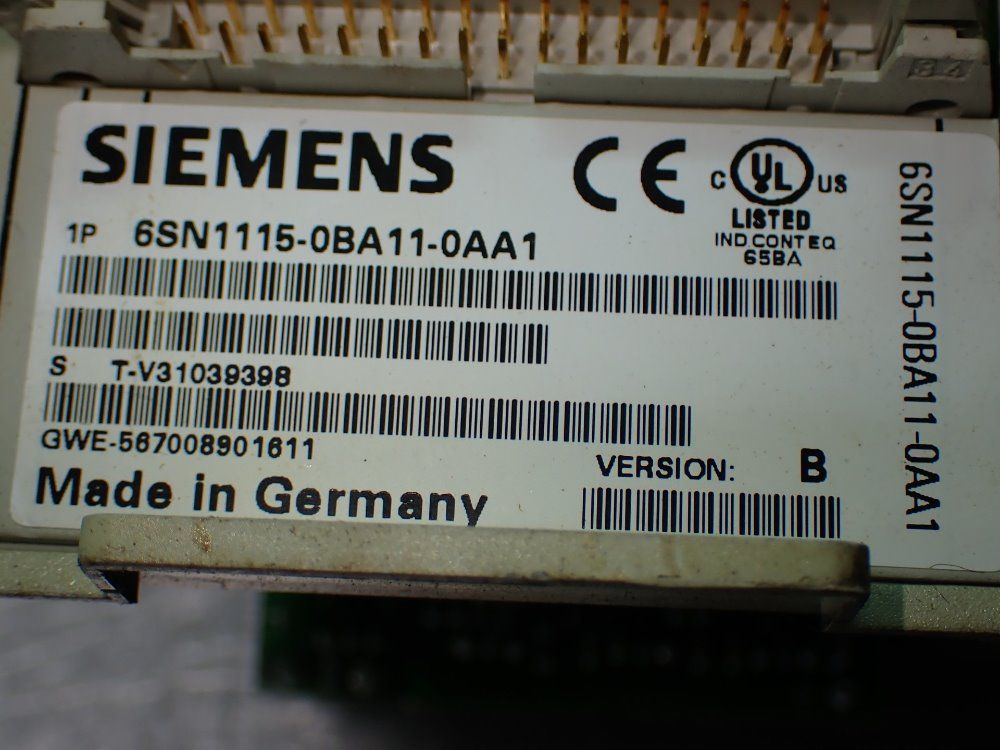 84
SIEMENS
CE
C UL US
LISTED
IND.CONT.EQ
65BA
1P 6SN1115-0BA11-0AA1
S T-V31039398
GWE-567008901611
VERSION: B
Made in Germany
6SN1115-0BA11-0AA1